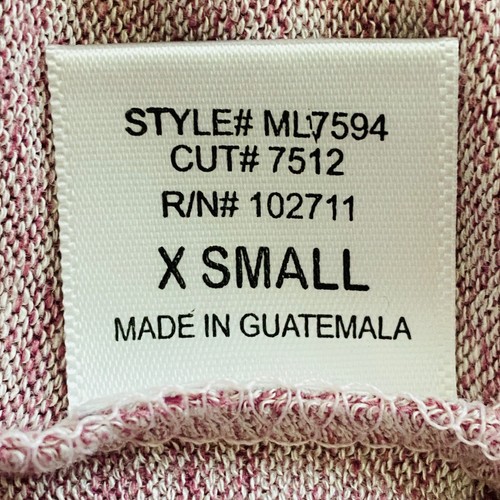 STYLE# ML7594
CUT# 7512
R/N# 102711
X SMALL
MADE IN GUATEMALA